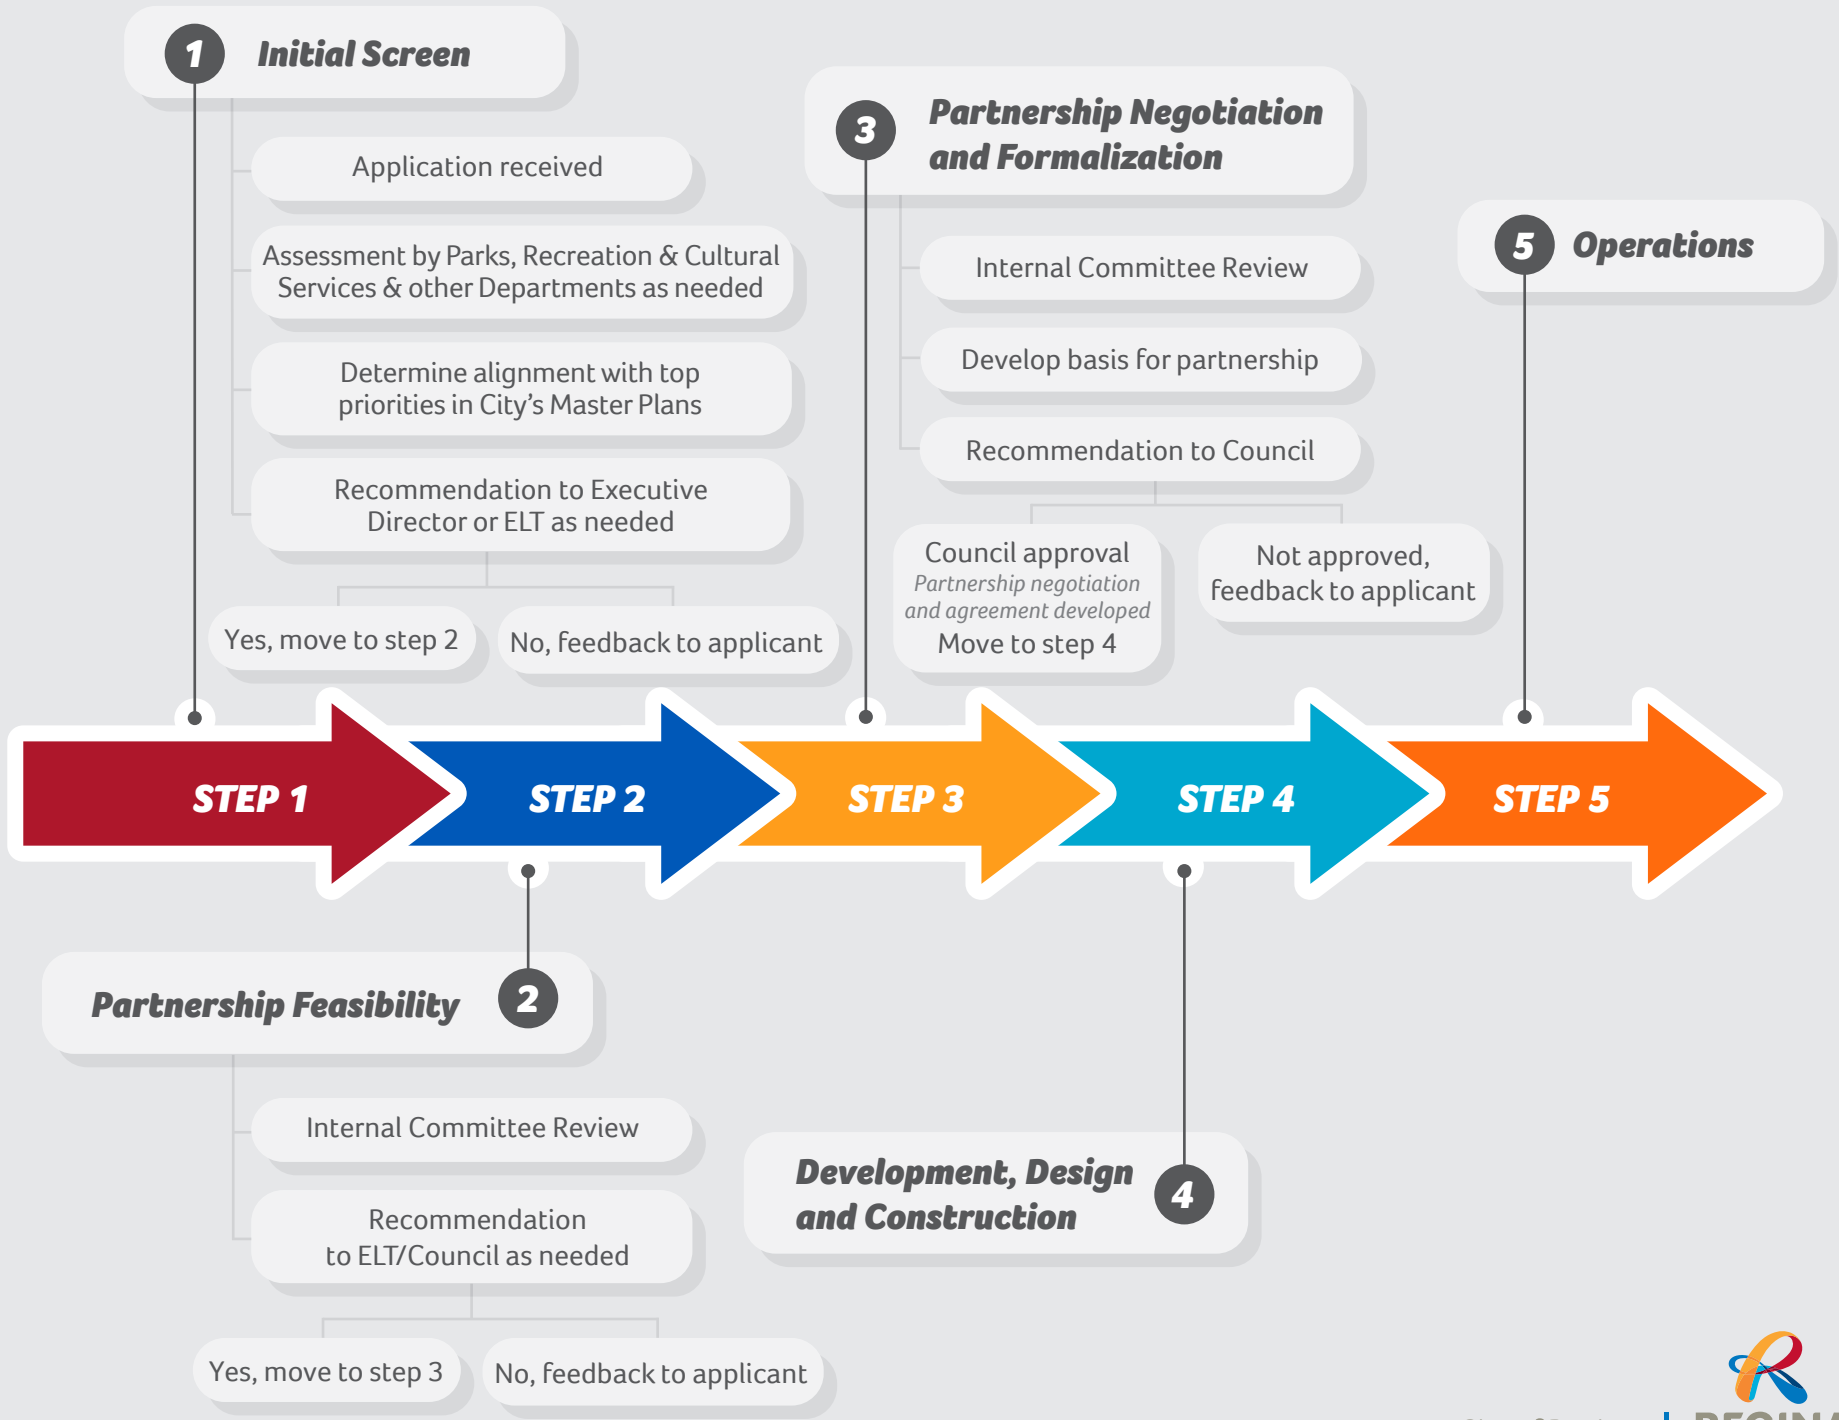 1
Initial Screen
Application received
Assessment by Parks, Recreation & Cultural
Services & other Departments as needed
Determine alignment with top
priorities in City's Master Plans
Recommendation to Executive
Director or ELT as needed
Yes, move to step 2
No, feedback to applicant
3
Partnership Negotiation
and Formalization
Internal Committee Review
Develop basis for partnership
Recommendation to Council
Council approval
Partnership negotiation
and agreement developed
Move to step 4
Not approved,
feedback to applicant
5
Operations
STEP 1
STEP 2
STEP 3
STEP 4
STEP 5
Partnership Feasibility
2
Internal Committee Review
Recommendation
to ELT/Council as needed
Yes, move to step 3
No, feedback to applicant
Development, Design
and Construction
4